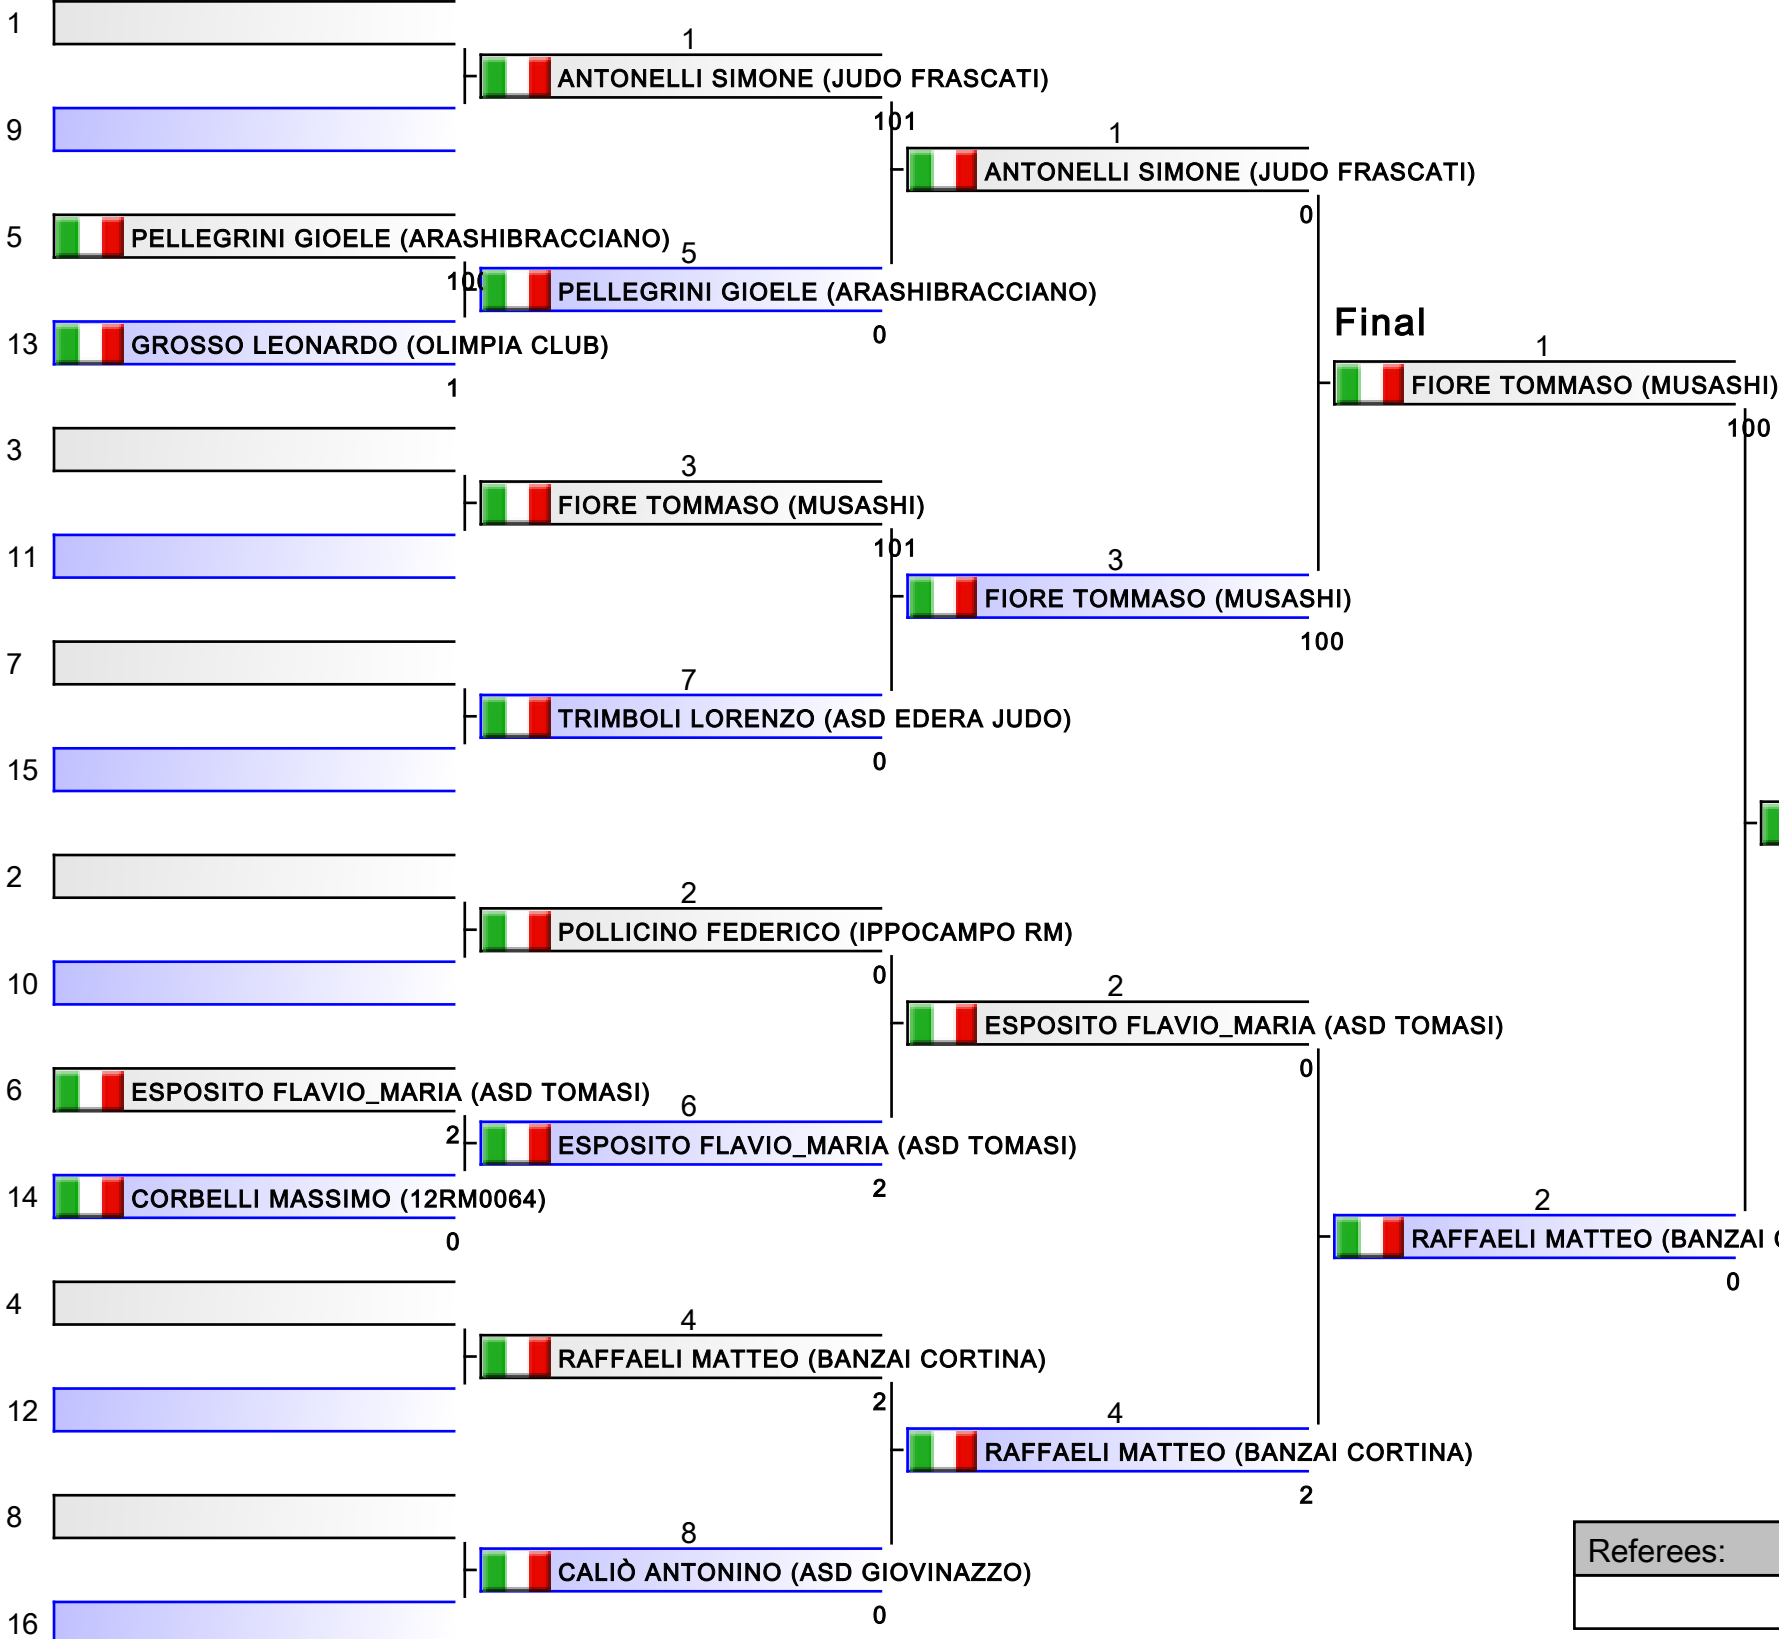 1
1
ANTONELLI SIMONE (JUDO FRASCATI)
9
101
1
ANTONELLI SIMONE (JUDO FRASCATI)
0
5
PELLEGRINI GIOELE (ARASHIBRACCIANO)
5
100
PELLEGRINI GIOELE (ARASHIBRACCIANO)
0
13
GROSSO LEONARDO (OLIMPIA CLUB)
1
Final
1
FIORE TOMMASO (MUSASHI)
100
3
3
FIORE TOMMASO (MUSASHI)
11
101
3
FIORE TOMMASO (MUSASHI)
100
7
7
TRIMBOLI LORENZO (ASD EDERA JUDO)
0
15
2
2
POLLICINO FEDERICO (IPPOCAMPO RM)
0
10
2
ESPOSITO FLAVIO_MARIA (ASD TOMASI)
0
6
ESPOSITO FLAVIO_MARIA (ASD TOMASI)
6
2
ESPOSITO FLAVIO_MARIA (ASD TOMASI)
2
14
CORBELLI MASSIMO (12RM0064)
0
2
RAFFAELI MATTEO (BANZAI
0
4
4
RAFFAELI MATTEO (BANZAI CORTINA)
2
12
4
RAFFAELI MATTEO (BANZAI CORTINA)
2
8
8
CALIÒ ANTONINO (ASD GIOVINAZZO)
0
16
Referees: